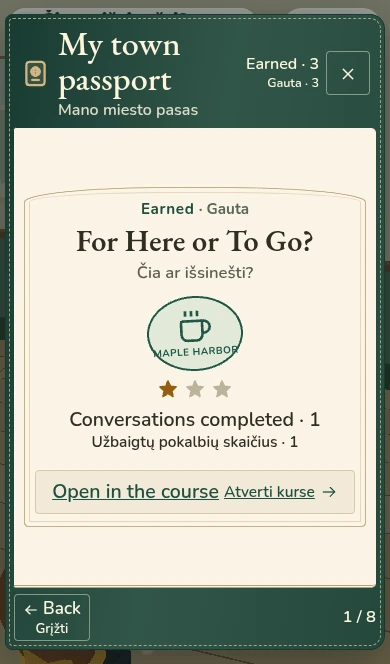 My town
passport
Mano miesto pasas
Earned · 3
Gauta · 3
Earned · Gauta
For Here or To Go?
Čia ar išsinešti?
MAPLE HARBOR
Conversations completed · 1
Užbaigtų pokalbių skaičius · 1
Open in the course Atverti kurse →
← Back
Grįžti
1 / 8